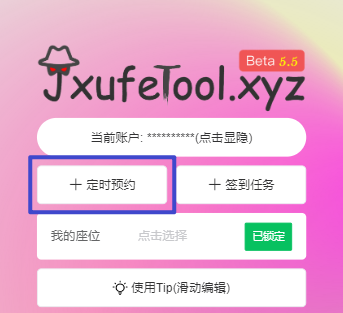 Beta 5.5
JxufeTool.xyz
当前账户: **********(点击显隐)
+ 定时预约
+ 签到任务
我的座位 点击选择 已锁定
使用Tip(滑动编辑)